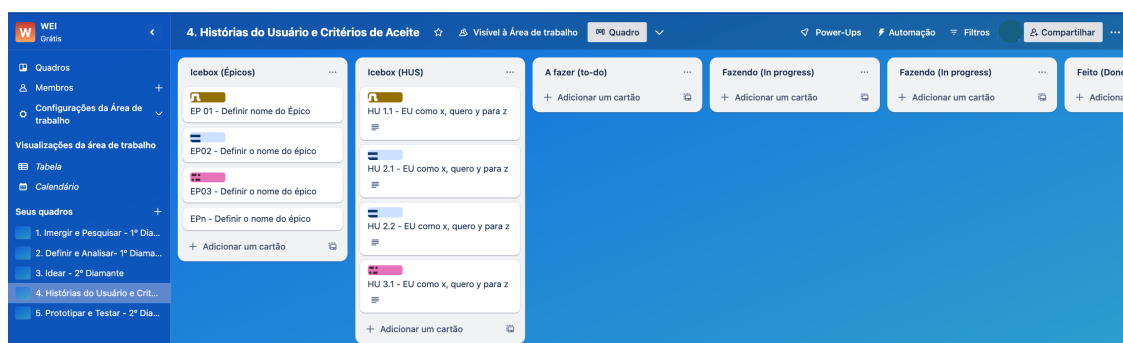 W
WEI
Grátis
4. Histórias do Usuário e Critérios de Aceite
Visível à Área de trabalho
Quadro
Power-Ups
Automação
Filtros
Compartilhar
Quadros
Membros
Configurações da Área de
trabalho
Visualizações da área de trabalho
Tabela
Calendário
Seus quadros
1. Imergir e Pesquisar - 1º Dia...
2. Definir e Analisar- 1º Diama...
3. Idear - 2º Diamante
4. Histórias do Usuário e Crit...
5. Prototipar e Testar - 2º Dia...
Icebox (Épicos)
EP 01 - Definir nome do Épico
EP02 - Definir o nome do épico
EP03 - Definir o nome do épico
EPn - Definir o nome do épico
+ Adicionar um cartão
Icebox (HUS)
HU 1.1 - EU como x, quero y para z
HU 2.1 - EU como x, quero y para z
HU 2.2 - EU como x, quero y para z
HU 3.1 - EU como x, quero y para z
+ Adicionar um cartão
A fazer (to-do)
+ Adicionar um cartão
Fazendo (In progress)
+ Adicionar um cartão
Fazendo (In progress)
+ Adicionar um cartão
Feito (Done
+ Adiciona